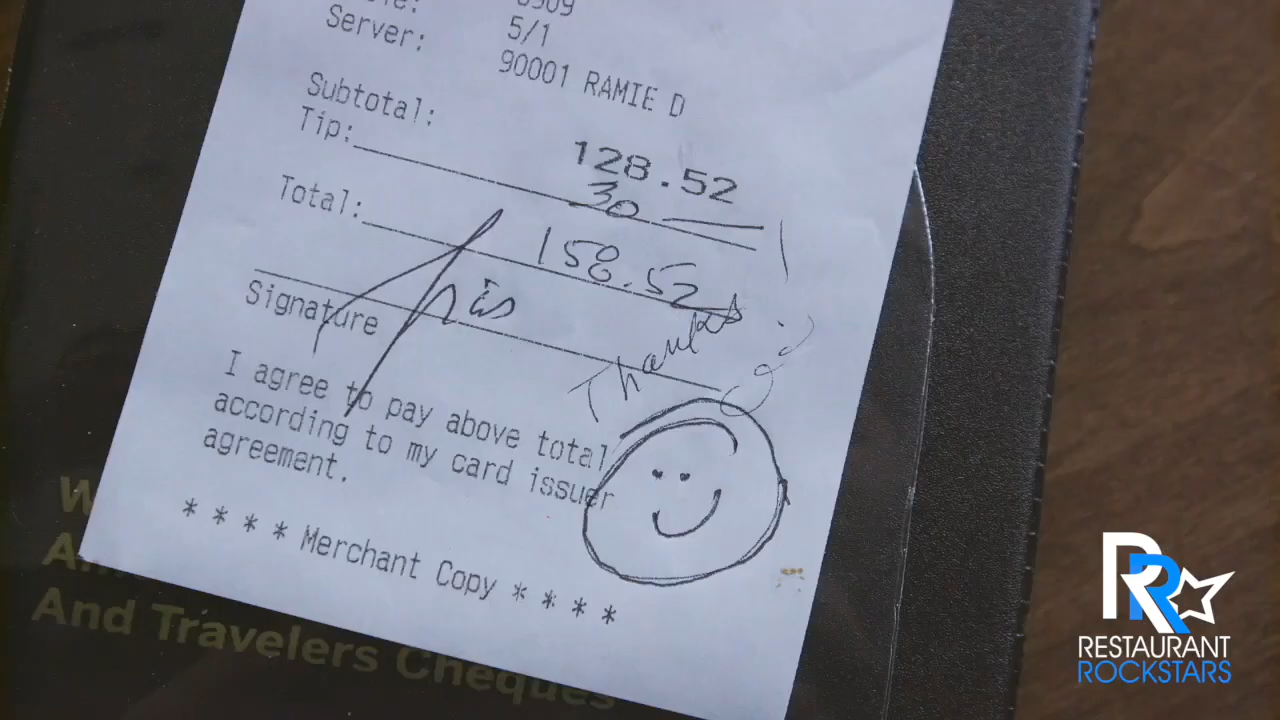 Server:
5/1
90001 RAMIE D
Subtotal:
128.52
Tip:
30
Total:
158.52
Signature
Thanks
I agree to pay above total
according to my card issuer
agreement.
* * * * Merchant Copy * * * *
And Travelers Cheques
RR
RESTAURANT
ROCKSTARS